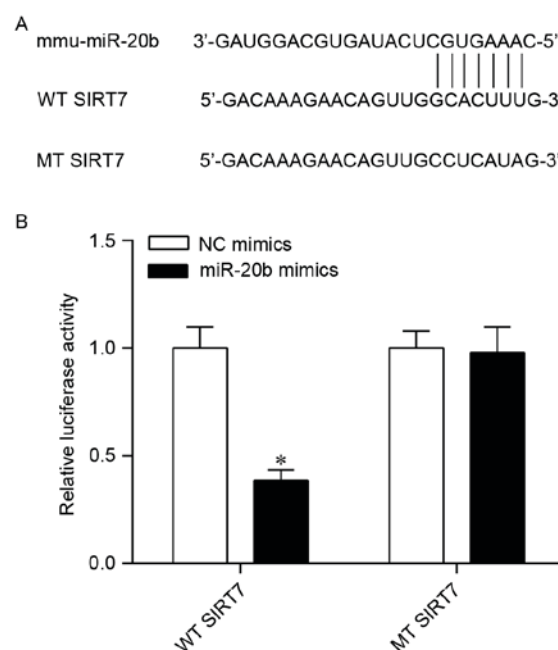 A
mmu-miR-20b 3'-GAUGGACGUGAUACUCGUGAAAC-5'
WT SIRT7 5'-GACAAAGAACAGUUGGCACUUUG-3'
MT SIRT7 5'-GACAAAGAACAGUUGCCUCAUAG-3'
B
NC mimics
miR-20b mimics
Relative luciferase activity
1.5
1.0
0.5
0.0
*
WT SIRT7
MT SIRT7